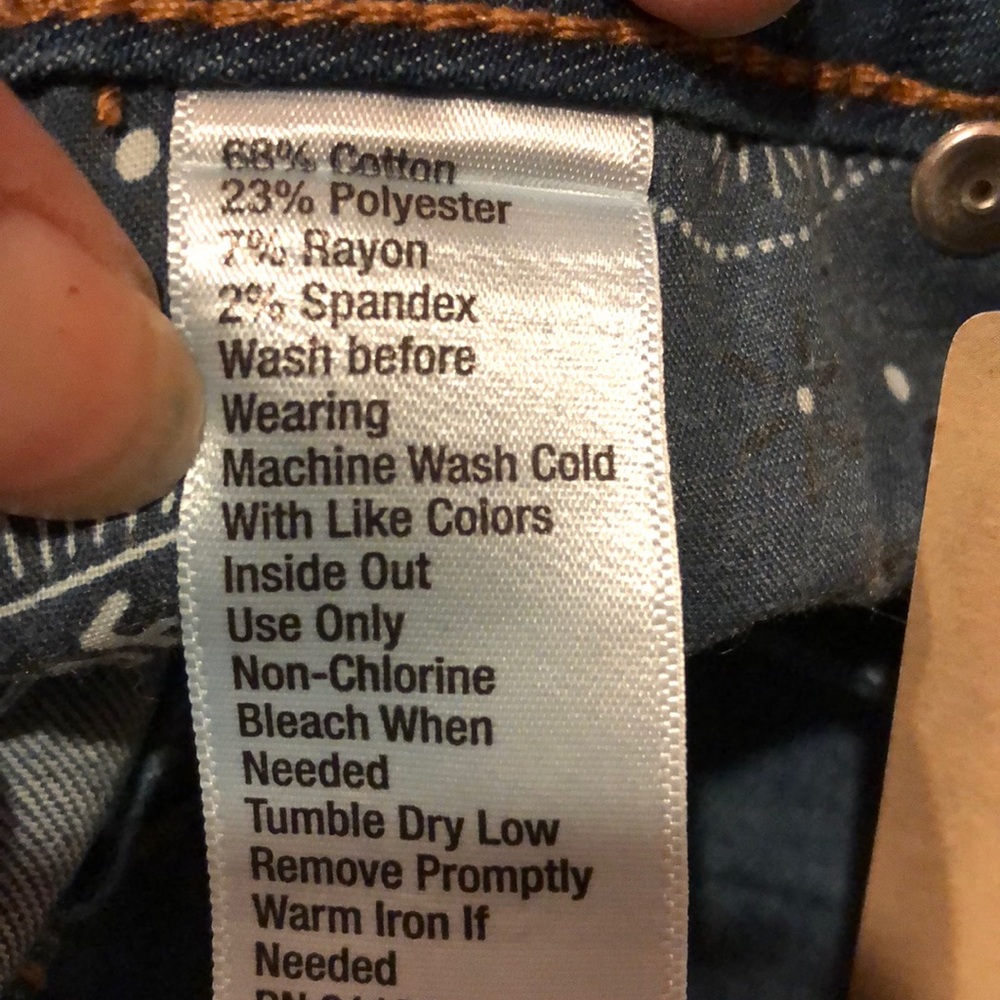 68% Cotton
23% Polyester
7% Rayon
2% Spandex
Wash before
Wearing
Machine Wash Cold
With Like Colors
Inside Out
Use Only
Non-Chlorine
Bleach When
Needed
Tumble Dry Low
Remove Promptly
Warm Iron If
Needed